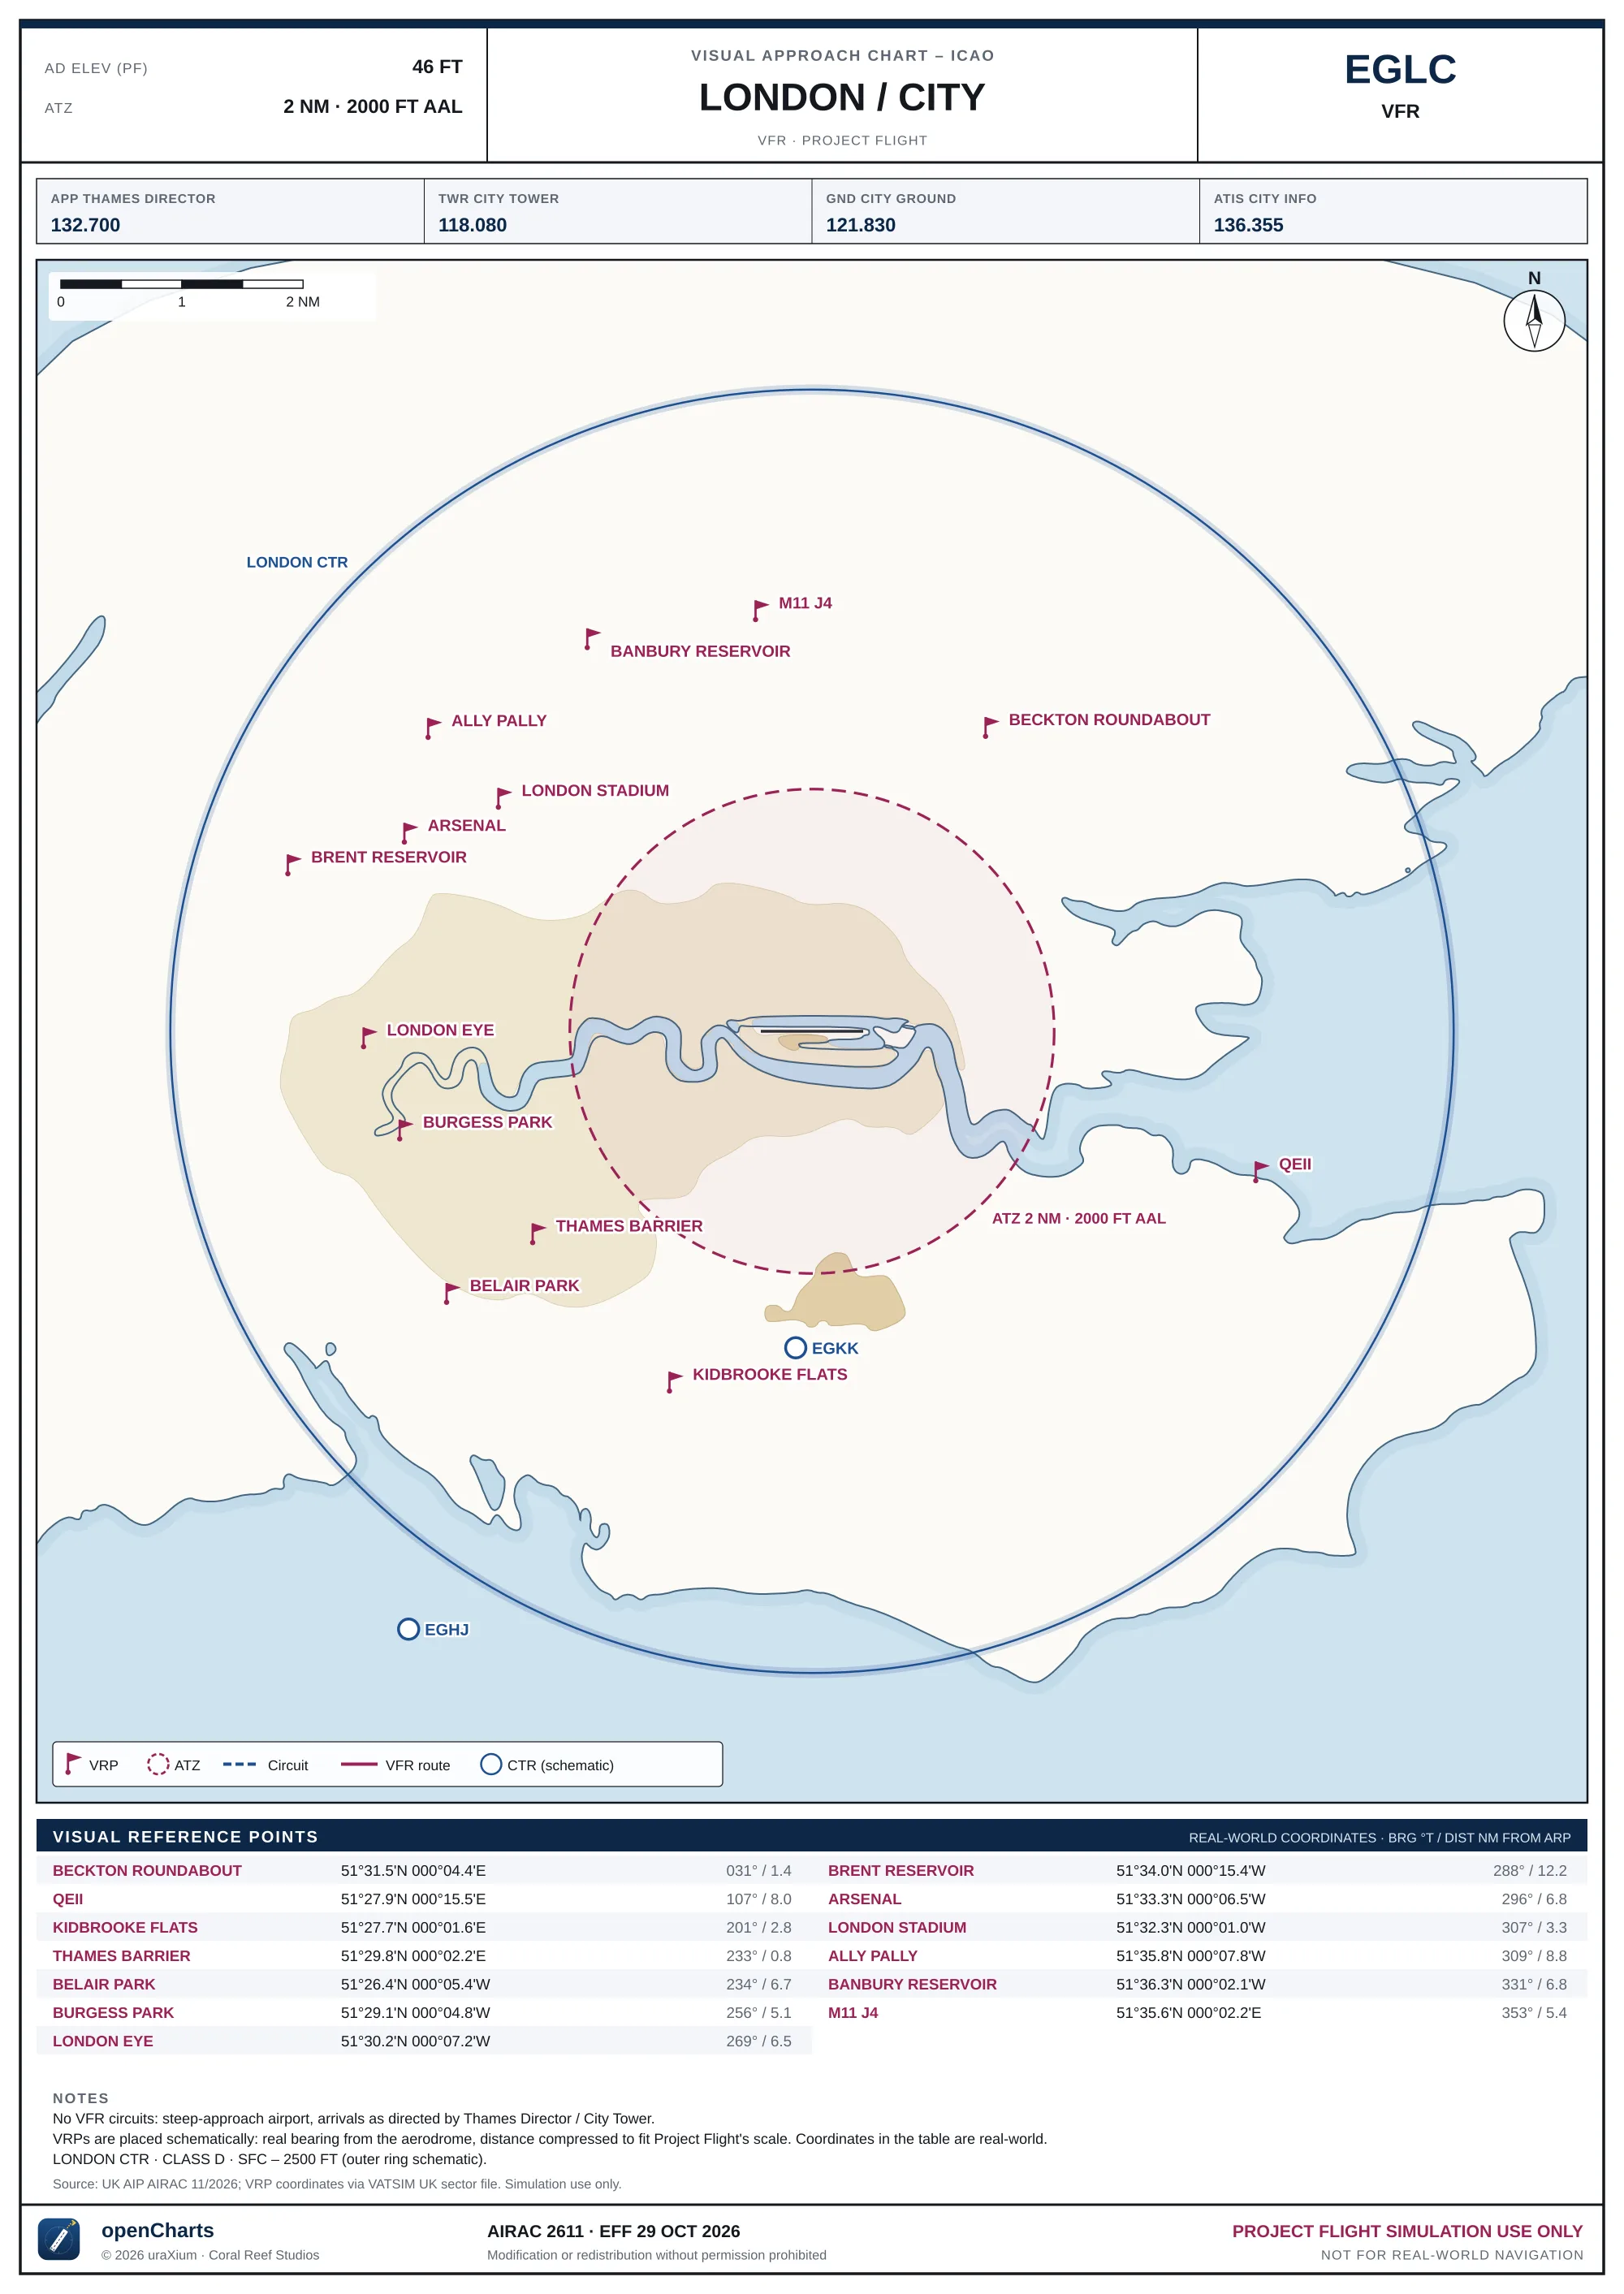 AD ELEV (PF) 46 FT
ATZ 2 NM · 2000 FT AAL
VISUAL APPROACH CHART – ICAO
LONDON / CITY
VFR · PROJECT FLIGHT
EGLC
VFR
APP THAMES DIRECTOR
132.700
TWR CITY TOWER
118.080
GND CITY GROUND
121.830
ATIS CITY INFO
136.355
0 1 2 NM
N
LONDON CTR
M11 J4
BANBURY RESERVOIR
ALLY PALLY
BECKTON ROUNDABOUT
LONDON STADIUM
ARSENAL
BRENT RESERVOIR
LONDON EYE
BURGESS PARK
QEII
ATZ 2 NM · 2000 FT AAL
THAMES BARRIER
BELAIR PARK
EGKK
KIDBROOKE FLATS
EGHJ
VRP ATZ Circuit VFR route CTR (schematic)
VISUAL REFERENCE POINTS REAL-WORLD COORDINATES · BRG °T / DIST NM FROM ARP
BECKTON ROUNDABOUT 51°31.5'N 000°04.4'E 031° / 1.4
QEII 51°27.9'N 000°15.5'E 107° / 8.0
KIDBROOKE FLATS 51°27.7'N 000°01.6'E 201° / 2.8
THAMES BARRIER 51°29.8'N 000°02.2'E 233° / 0.8
BELAIR PARK 51°26.4'N 000°05.4'W 234° / 6.7
BURGESS PARK 51°29.1'N 000°04.8'W 256° / 5.1
LONDON EYE 51°30.2'N 000°07.2'W 269° / 6.5
BRENT RESERVOIR 51°34.0'N 000°15.4'W 288° / 12.2
ARSENAL 51°33.3'N 000°06.5'W 296° / 6.8
LONDON STADIUM 51°32.3'N 000°01.0'W 307° / 3.3
ALLY PALLY 51°35.8'N 000°07.8'W 309° / 8.8
BANBURY RESERVOIR 51°36.3'N 000°02.1'W 331° / 6.8
M11 J4 51°35.6'N 000°02.2'E 353° / 5.4
NOTES
No VFR circuits: steep-approach airport, arrivals as directed by Thames Director / City Tower.
VRPs are placed schematically: real bearing from the aerodrome, distance compressed to fit Project Flight's scale. Coordinates in the table are real-world.
LONDON CTR · CLASS D · SFC – 2500 FT (outer ring schematic).
Source: UK AIP AIRAC 11/2026; VRP coordinates via VATSIM UK sector file. Simulation use only.
openCharts
© 2026 uraXium · Coral Reef Studios
AIRAC 2611 · EFF 29 OCT 2026
Modification or redistribution without permission prohibited
PROJECT FLIGHT SIMULATION USE ONLY
NOT FOR REAL-WORLD NAVIGATION